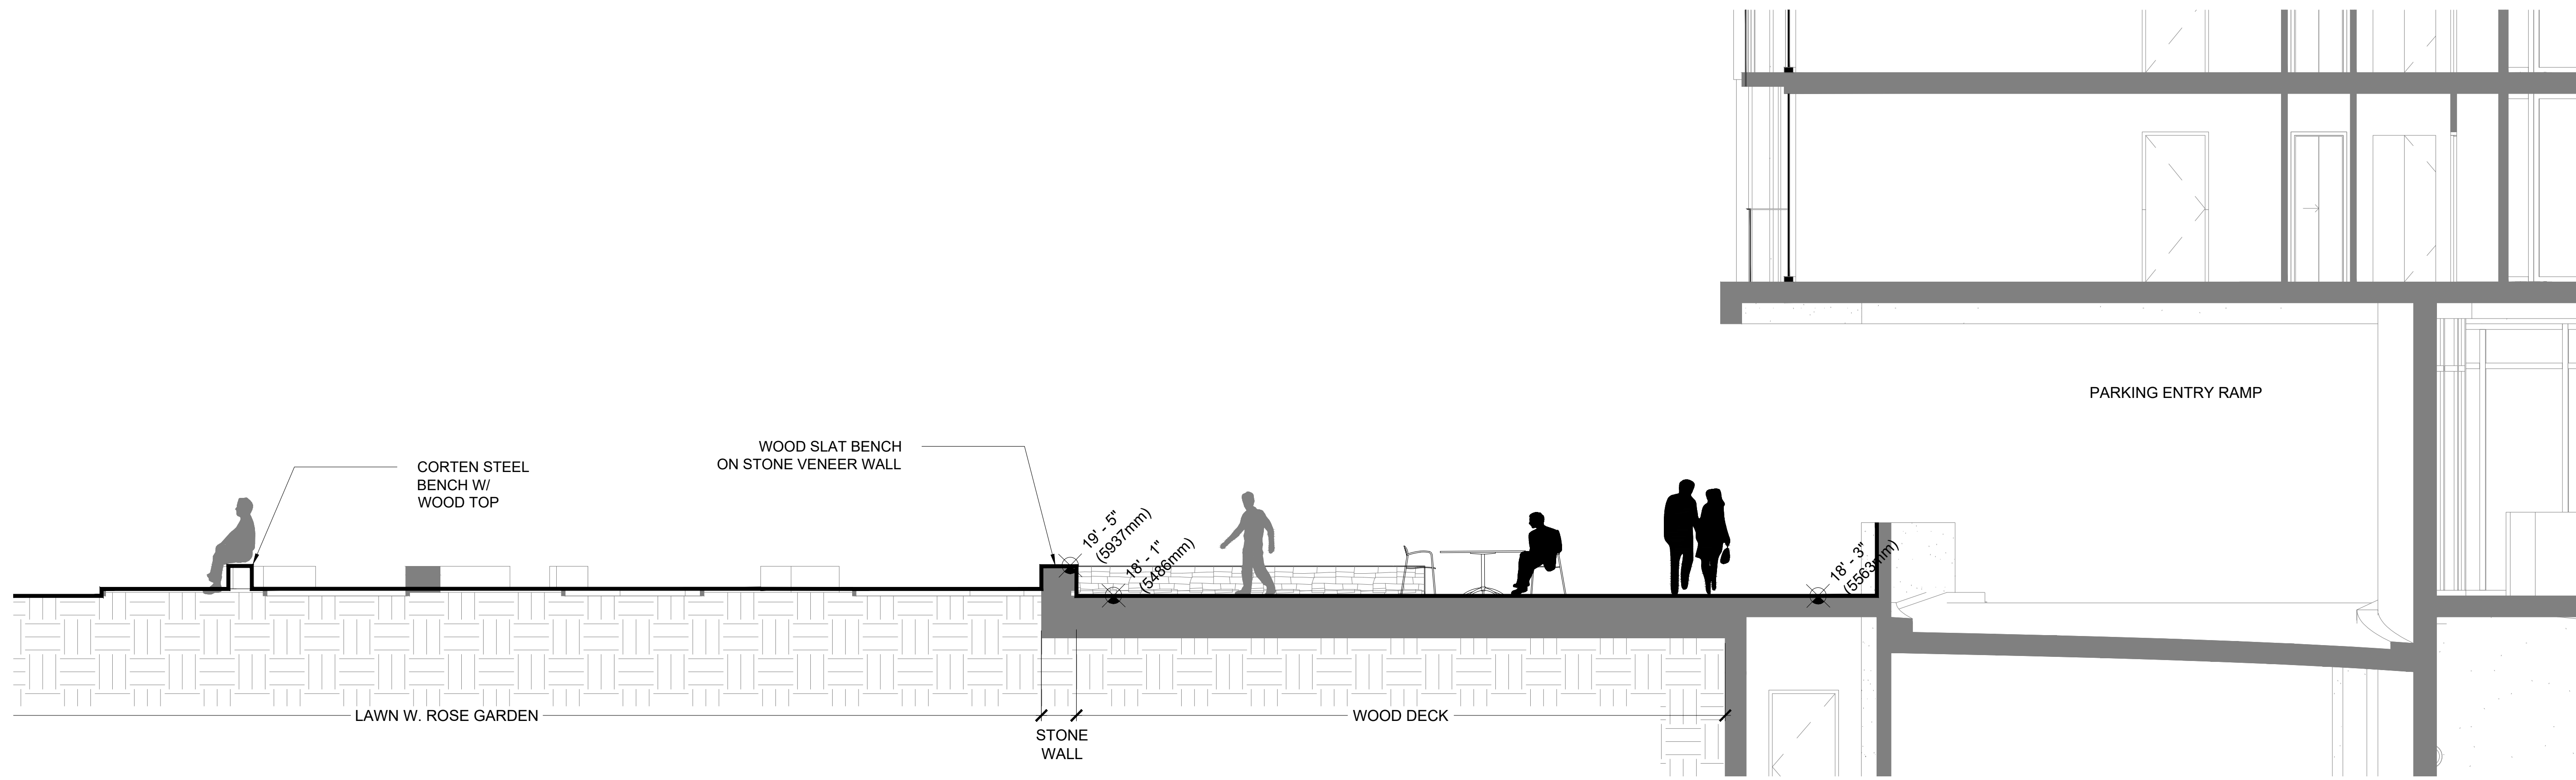 CORTEN STEEL
BENCH W/
WOOD TOP
WOOD SLAT BENCH
ON STONE VENEER WALL
19' - 5"
(5937mm)
18' - 1"
(5486mm)
18' - 3"
(5563mm)
PARKING ENTRY RAMP
LAWN W. ROSE GARDEN
STONE
WALL
WOOD DECK